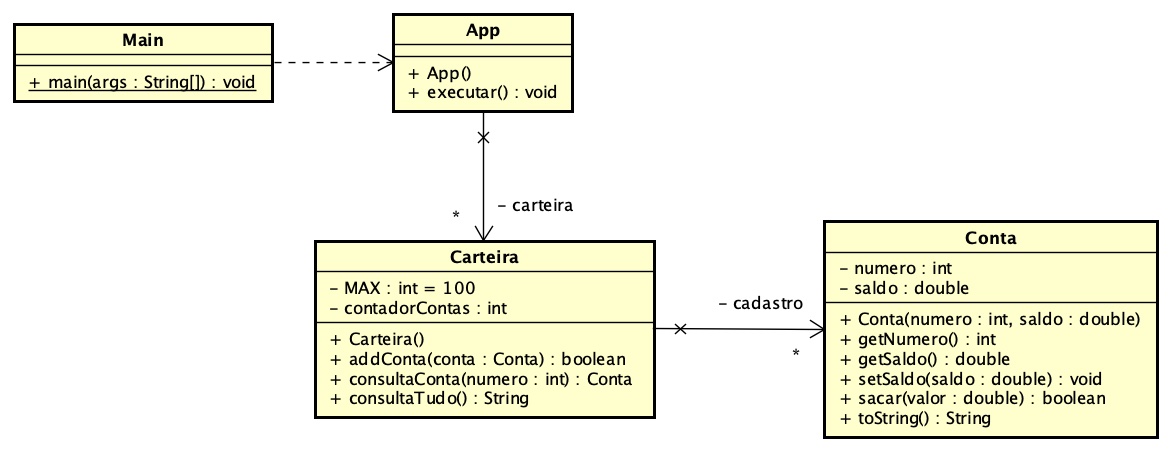 Main
+ main(args : String[]) : void
App
+ App()
+ executar() : void
- carteira
*
Carteira
- MAX : int = 100
- contadorContas : int
+ Carteira()
+ addConta(conta : Conta) : boolean
+ consultaConta(numero : int) : Conta
+ consultaTudo() : String
- cadastro
*
Conta
- numero : int
- saldo : double
+ Conta(numero : int, saldo : double)
+ getNumero() : int
+ getSaldo() : double
+ setSaldo(saldo : double) : void
+ sacar(valor : double) : boolean
+ toString() : String